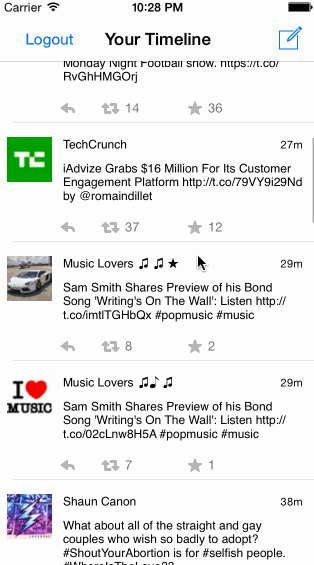 Carrier 10:28 PM
Logout Your Timeline
Monday Night Football show. https://t.co/
RvGhHMGOrj
14 36
TechCrunch 27m
iAdvize Grabs $16 Million For Its Customer
Engagement Platform http://t.co/79VY9i29Nd
by @romaindillet
37 12
Music Lovers ♫ ♫ ★ 29m
Sam Smith Shares Preview of his Bond
Song 'Writing's On The Wall': Listen http://
t.co/imtlTGHbQx #popmusic #music
8 2
I ❤ MUSIC
Music Lovers ♫♪ ♫ 29m
Sam Smith Shares Preview of his Bond
Song 'Writing's On The Wall': Listen http://
t.co/02cLnw8H5A #popmusic #music
7 1
Shaun Canon 38m
What about all of the straight and gay
couples who wish so badly to adopt?
#ShoutYourAbortion is for #selfish people.
#WhereIsTheLove??